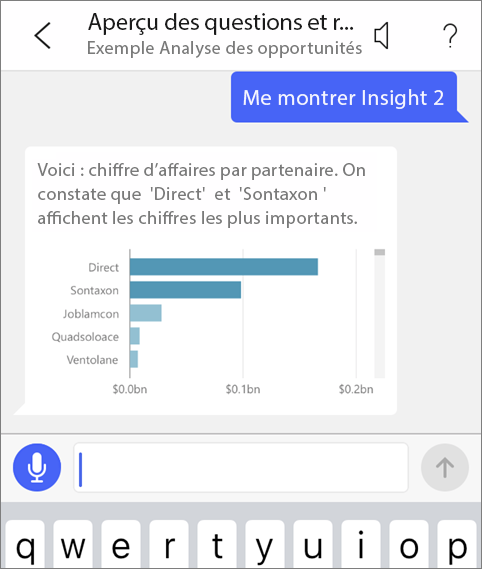 Aperçu des questions et r...
Exemple Analyse des opportunités
?
Me montrer Insight 2
Voici : chiffre d’affaires par partenaire. On
constate que 'Direct' et 'Sontaxon '
affichent les chiffres les plus importants.
Direct
Sontaxon
Joblamcon
Quadsoloace
Ventolane
$0.0bn $0.1bn $0.2bn
q w e r t y u i o p